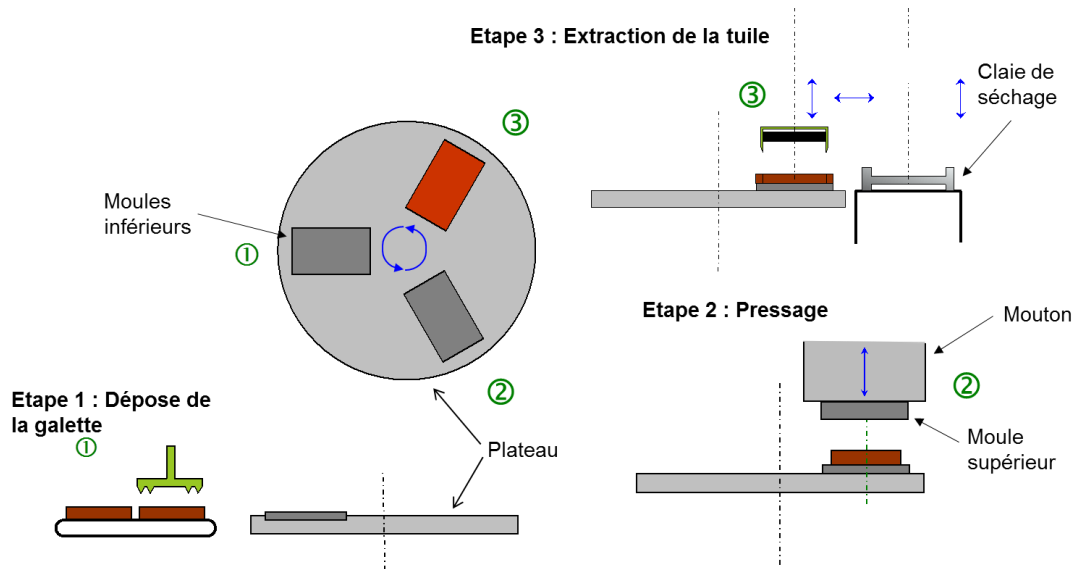 Etape 3 : Extraction de la tuile
Claie de
séchage
③
③
Moules
inférieurs
①
Etape 2 : Pressage
Mouton
②
②
Etape 1 : Dépose de
la galette
①
Plateau
Moule
supérieur